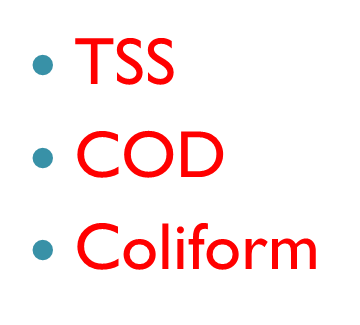 • TSS
• COD
• Coliform